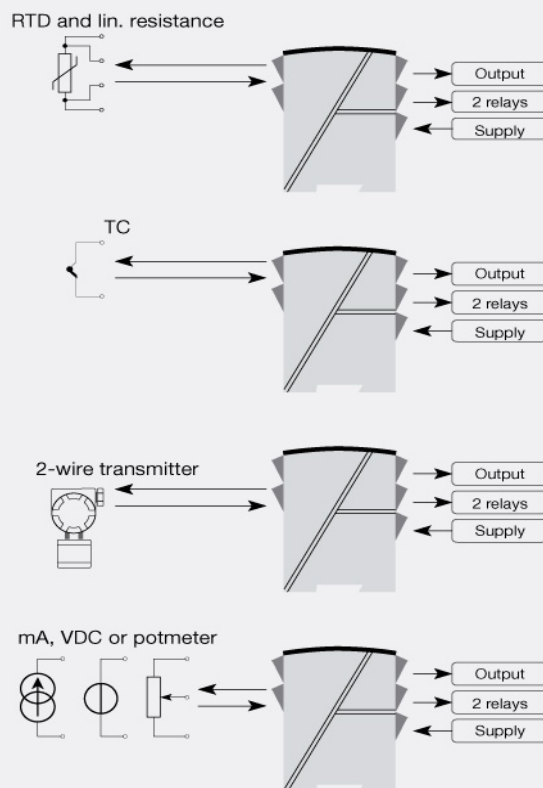 RTD and lin. resistance
Output
2 relays
Supply
TC
Output
2 relays
Supply
2-wire transmitter
Output
2 relays
Supply
mA, VDC or potmeter
Output
2 relays
Supply